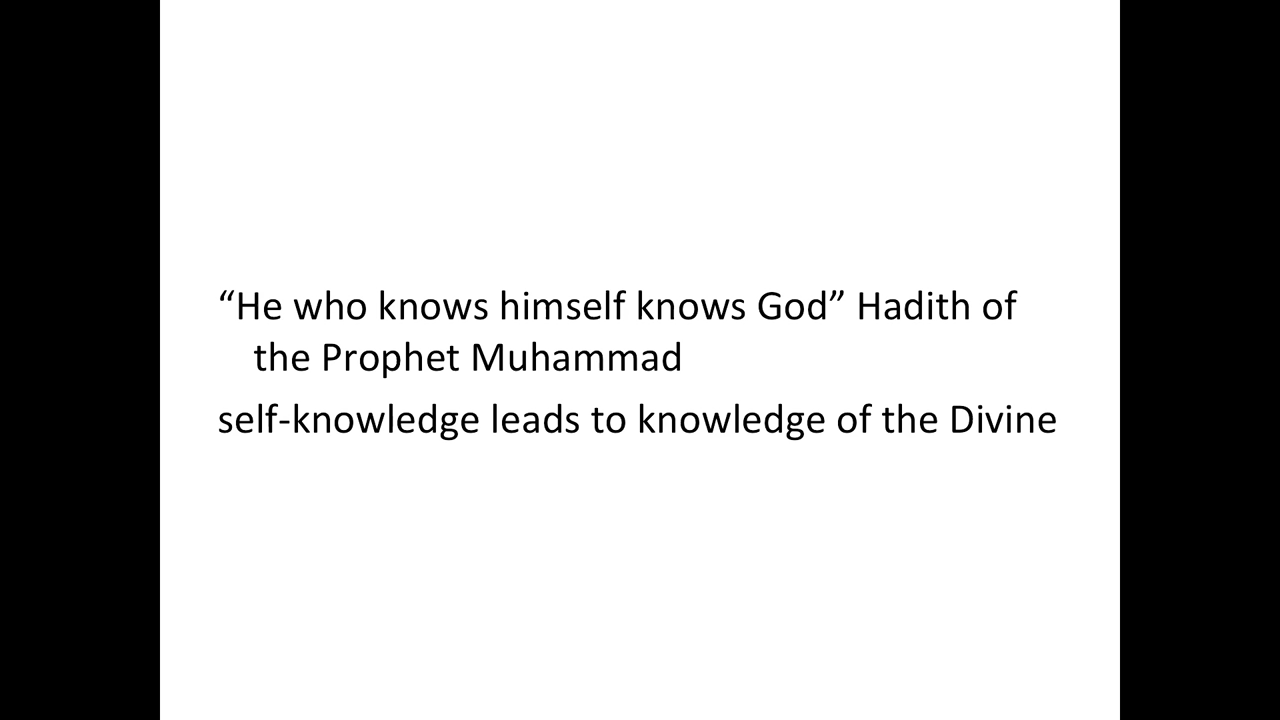 “He who knows himself knows God” Hadith of
the Prophet Muhammad
self-knowledge leads to knowledge of the Divine